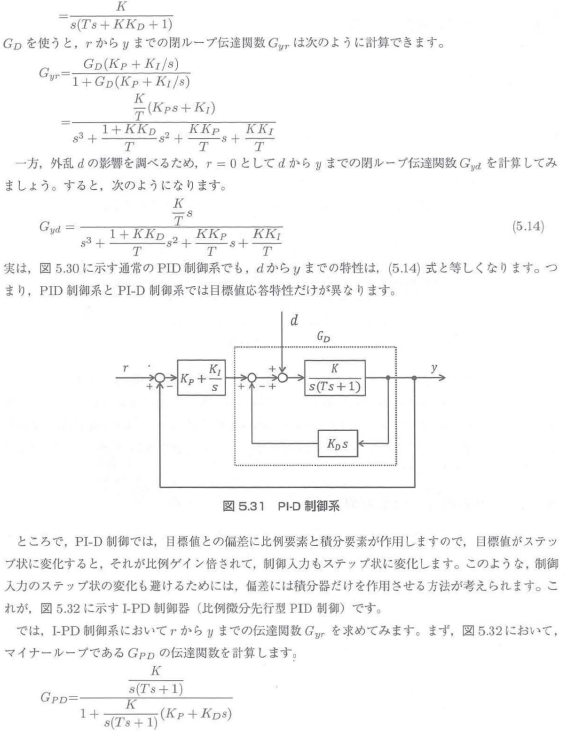 =K/(s(Ts+KK_D+1))
G_D を使うと，r から y までの閉ループ伝達関数 G_yr は次のように計算できます。
G_yr=G_D(K_P+K_I/s)/(1+G_D(K_P+K_I/s))
=(K/T)(K_P s+K_I)/(s^3+((1+KK_D)/T)s^2+(KK_P/T)s+KK_I/T)
一方，外乱 d の影響を調べるため，r = 0 として d から y までの閉ループ伝達関数 G_yd を計算してみ
ましょう。すると，次のようになります。
G_yd = (K/T)s/(s^3+((1+KK_D)/T)s^2+(KK_P/T)s+KK_I/T) (5.14)
実は，図 5.30 に示す通常の PID 制御系でも，d から y までの特性は，(5.14) 式と等しくなります。つ
まり，PID 制御系と PI-D 制御系では目標値応答特性だけが異なります。
d
G_D
r + − K_P + K_I/s + − + + K/(s(Ts+1)) y
K_D s
図 5.31 PI-D 制御系
ところで，PI-D 制御では，目標値との偏差に比例要素と積分要素が作用しますので，目標値がステッ
プ状に変化すると，それが比例ゲイン倍されて，制御入力もステップ状に変化します。このような，制御
入力のステップ状の変化も避けるためには，偏差には積分器だけを作用させる方法が考えられます。こ
れが，図 5.32 に示す I-PD 制御器（比例微分先行型 PID 制御）です。
では，I-PD 制御系において r から y までの伝達関数 G_yr を求めてみます。まず，図 5.32 において，
マイナーループである G_PD の伝達関数を計算します。
G_PD=(K/(s(Ts+1)))/(1+(K/(s(Ts+1)))(K_P+K_D s))